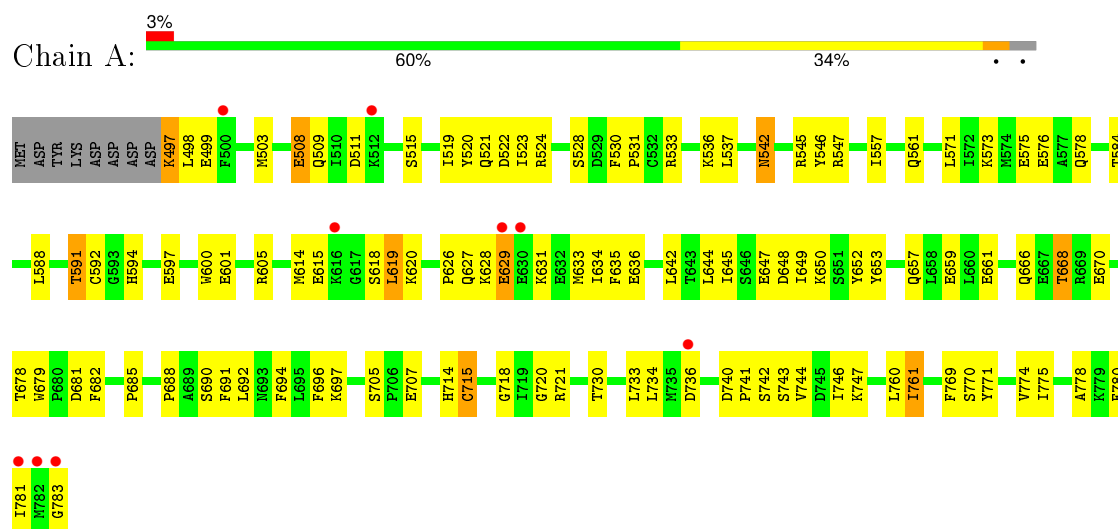 3%
Chain A:
60% 34% • •
MET ASP TYR LYS ASP ASP ASP ASP K497 L498 E499 F500 M503 E508 Q509 I510 D511 K512 S515 I519 Y520 Q521 D522 I523 R524 S528 D529 F530 P531 C532 R533 K536 L537 N542 R545 Y546 R547 I557 Q561 L571 I572 K573 M574 E575 E576 A577 Q578 T584
L588 T591 C592 G593 H594 E597 W600 E601 R605 M614 E615 K616 G617 S618 L619 K620 P626 Q627 K628 E629 E630 K631 E632 M633 I634 F635 E636 L642 T643 L644 I645 S646 E647 D648 I649 K650 S651 Y652 Y653 Q657 L658 E659 L660 E661 Q666 E667 T668 R669 E670
T678 W679 P680 D681 F682 P685 P688 A689 S690 F691 L692 N693 F694 L695 F696 K697 S705 P706 E707 H714 C715 G718 I719 G720 R721 T730 L733 L734 M735 D736 D740 P741 S742 S743 V744 D745 I746 K747 L760 I761 F769 S770 Y771 V774 I775 A778 K779
I781 M782 G783